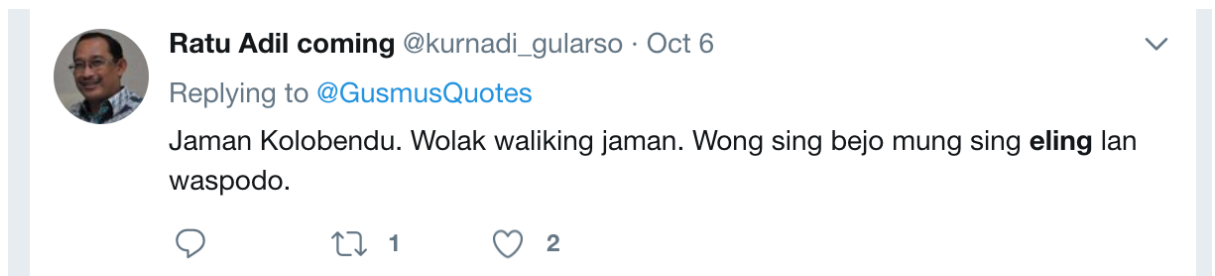 Ratu Adil coming @kurnadi_gularso · Oct 6
Replying to @GusmusQuotes
Jaman Kolobendu. Wolak waliking jaman. Wong sing bejo mung sing eling lan
waspodo.
1 2